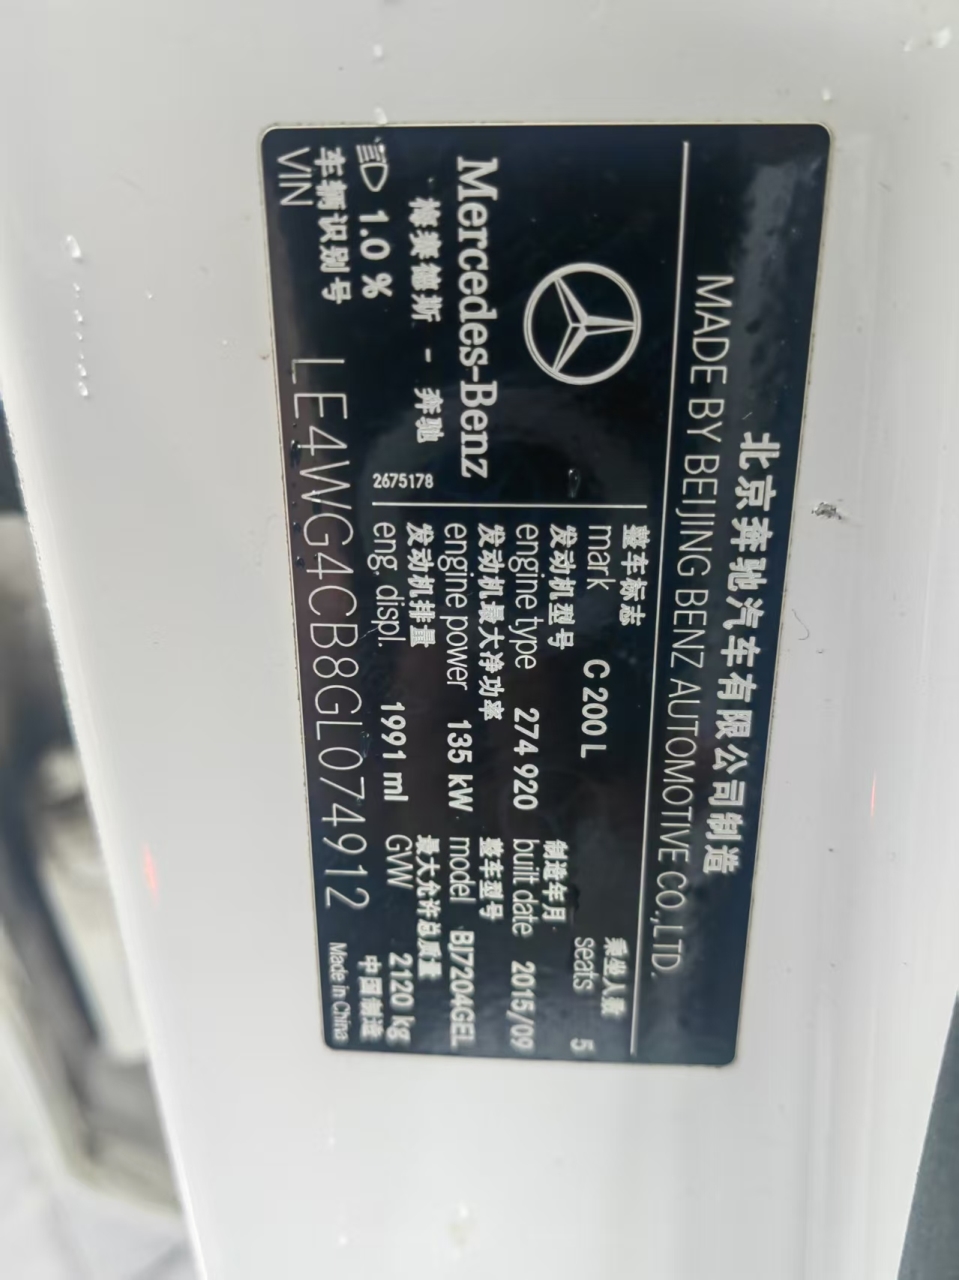 北京奔驰汽车有限公司制造
MADE BY BEIJING BENZ AUTOMOTIVE CO.,LTD.
Mercedes-Benz
梅赛德斯 - 奔驰
1.0 %
2675178
整车标志
mark C 200 L
乘坐人数
seats 5
发动机型号
engine type 274 920
制造年月
built date 2015/09
发动机最大净功率
engine power 135 kW
整车型号
model BJ7204GEL
发动机排量
eng. displ. 1991 ml
最大允许总质量
GVW 2120 kg
车辆识别号
VIN LE4WG4CB8GL074912
中国制造
Made in China